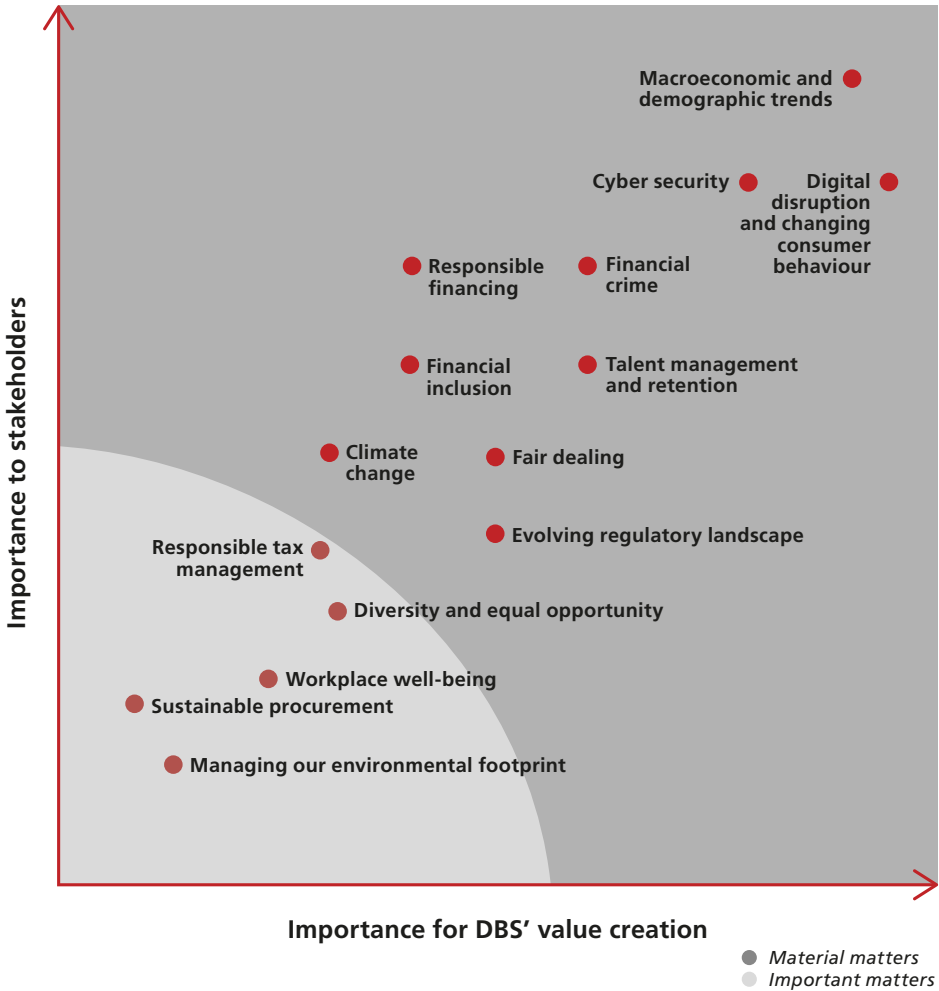 Macroeconomic and
demographic trends
Cyber security
Digital
disruption
and changing
consumer
behaviour
Responsible
financing
Financial
crime
Financial
inclusion
Talent management
and retention
Climate
change
Fair dealing
Evolving regulatory landscape
Responsible tax
management
Diversity and equal opportunity
Workplace well-being
Sustainable procurement
Managing our environmental footprint
Importance to stakeholders
Importance for DBS’ value creation
Material matters
Important matters